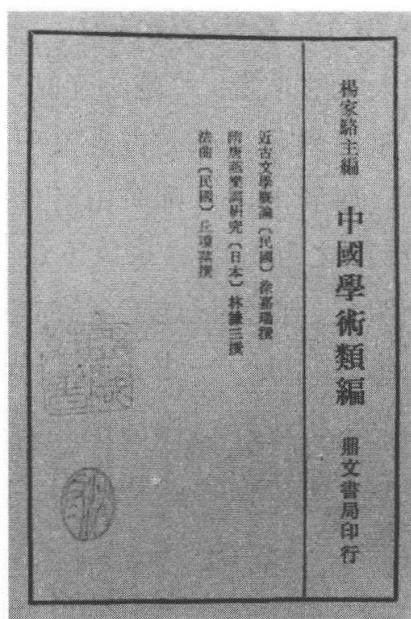 楊家駱主編 中國學術類編 鼎文書局印行
近古文學概論〔民國〕徐嘉瑞撰
隋唐燕樂調研究〔日本〕林謙三撰
法曲〔民國〕丘瓊蓀撰